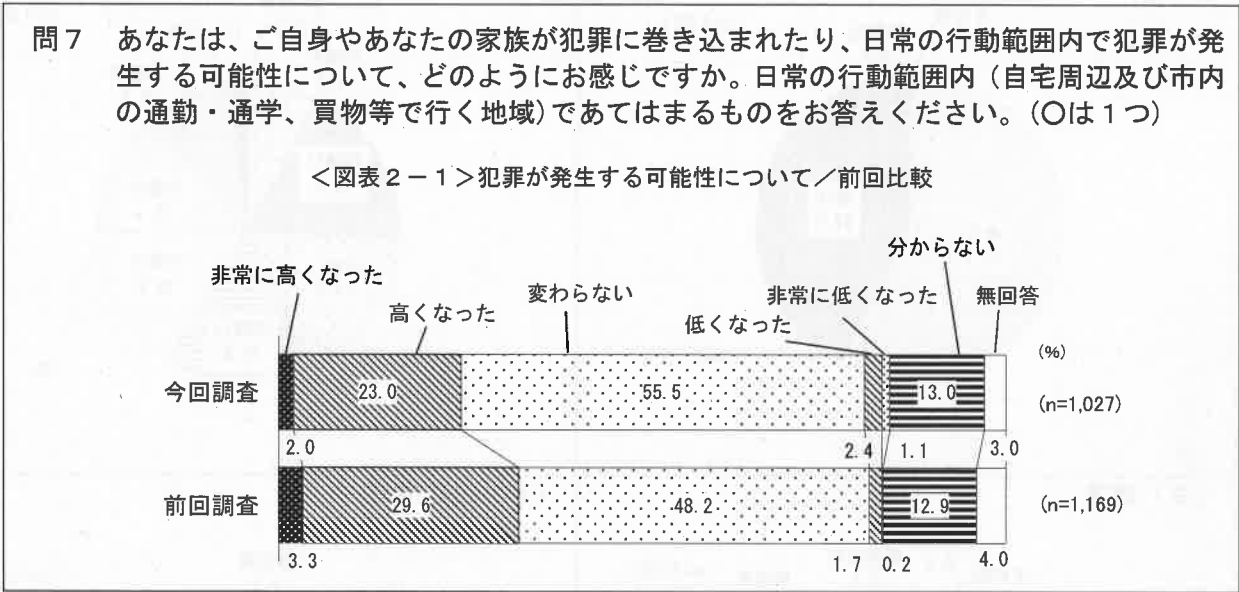 問7 あなたは、ご自身やあなたの家族が犯罪に巻き込まれたり、日常の行動範囲内で犯罪が発
生する可能性について、どのようにお感じですか。日常の行動範囲内（自宅周辺及び市内
の通勤・通学、買物等で行く地域）であてはまるものをお答えください。（〇は１つ）
＜図表２－１＞犯罪が発生する可能性について／前回比較
分からない
非常に高くなった
変わらない
非常に低くなった
無回答
高くなった
低くなった
(%)
今回調査
23.0
55.5
13.0
(n=1,027)
2.0
2.4
1.1
3.0
前回調査
29.6
48.2
12.9
(n=1,169)
3.3
1.7
0.2
4.0